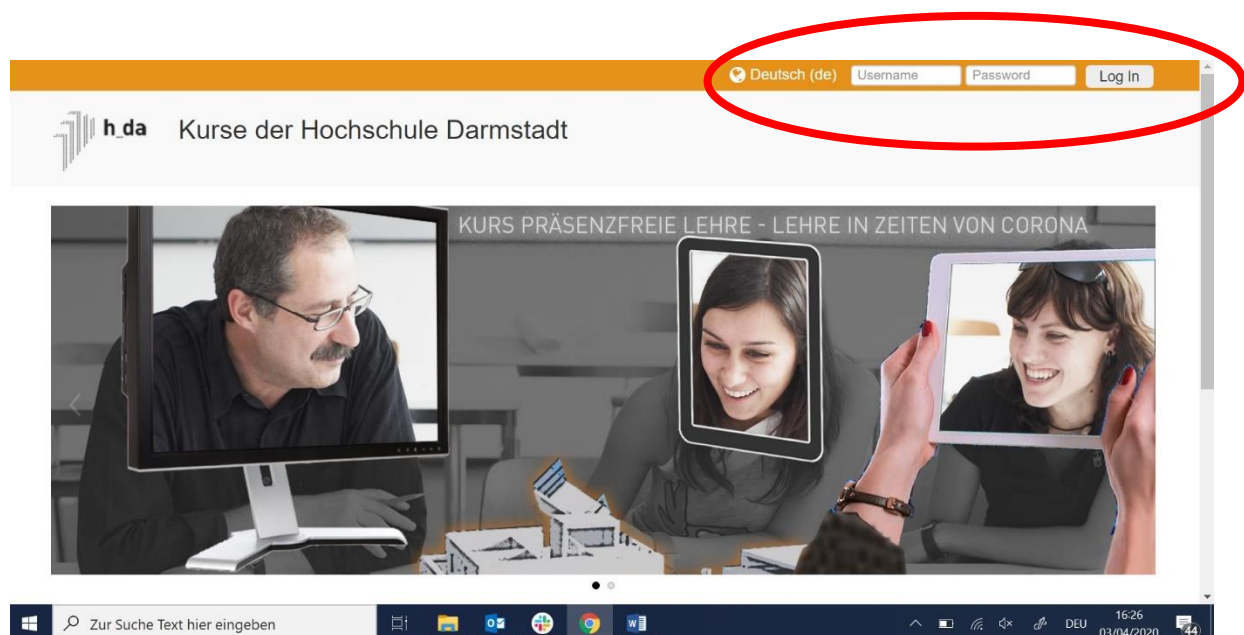 Deutsch (de) Username Password Log In
h_da Kurse der Hochschule Darmstadt
KURS PRÄSENZFREIE LEHRE - LEHRE IN ZEITEN VON CORONA
Zur Suche Text hier eingeben DEU 16:26
03/04/2020 44